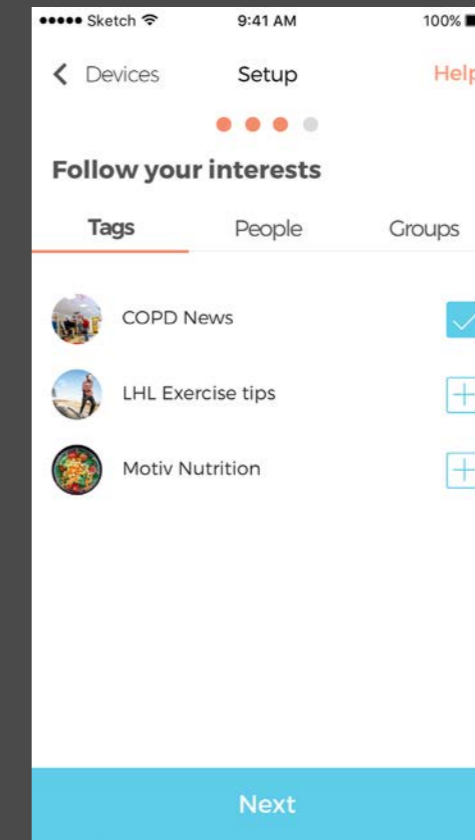 Sketch 9:41 AM 100%
Devices Setup Help
Follow your interests
Tags People Groups
COPD News
LHL Exercise tips
Motiv Nutrition
Next